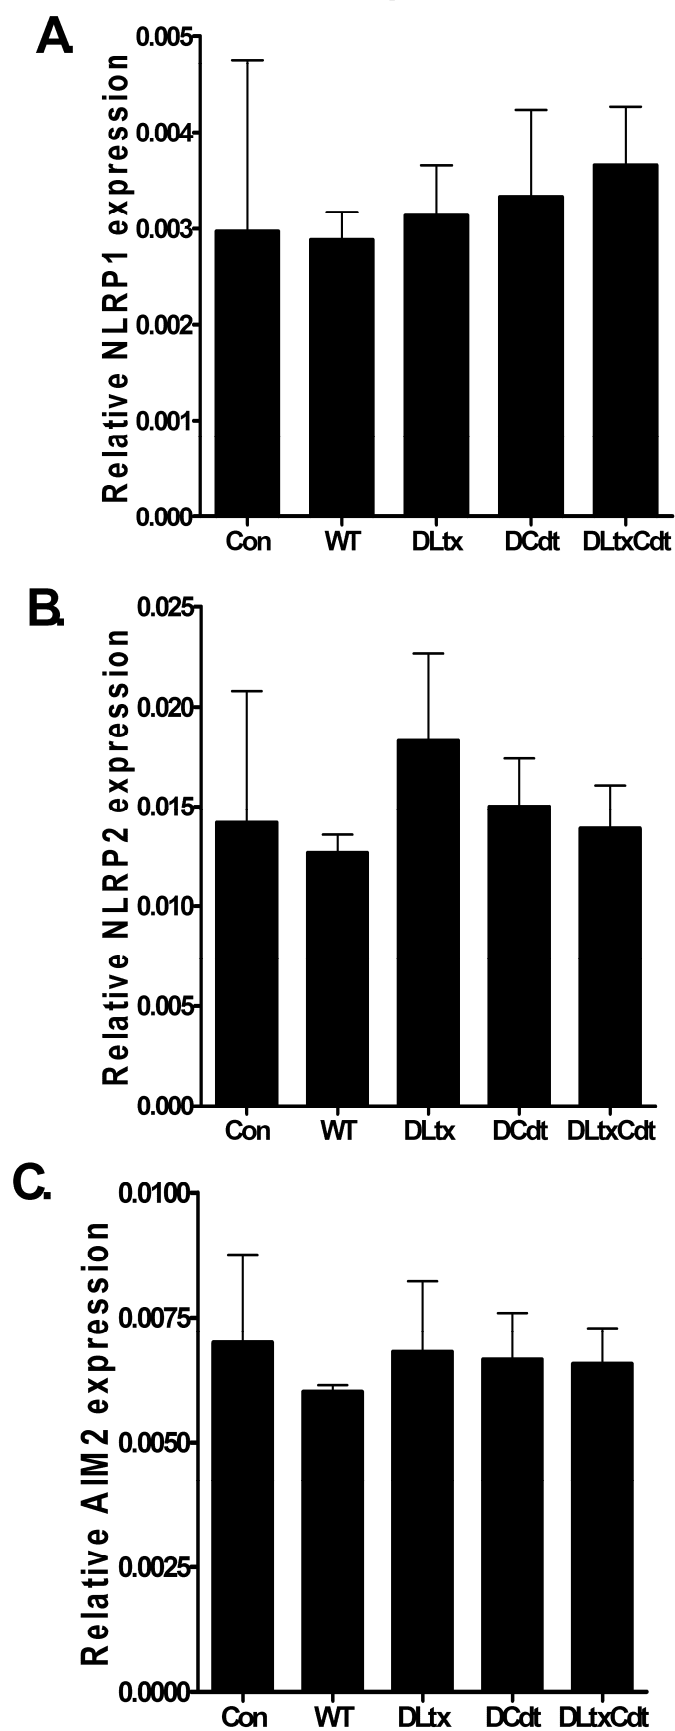 A.
Relative NLRP1 expression
0.005
0.004
0.003
0.002
0.001
0.000
Con WT DLtx DCdt DLtxCdt
B.
Relative NLRP2 expression
0.025
0.020
0.015
0.010
0.005
0.000
Con WT DLtx DCdt DLtxCdt
C.
Relative AIM2 expression
0.0100
0.0075
0.0050
0.0025
0.0000
Con WT DLtx DCdt DLtxCdt